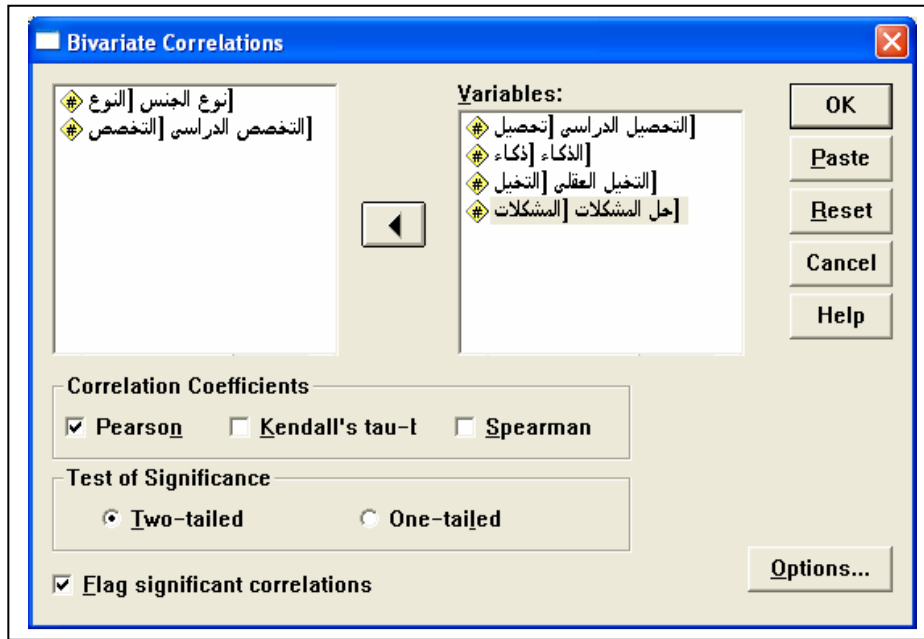 Bivariate Correlations
نوع الجنس [النوع]
التخصص الدراسى [التخصص]
Variables:
التحصيل الدراسى [تحصيل]
الذكاء [ذكاء]
التخيل العقلى [التخيل]
حل المشكلات [المشكلات]
OK
Paste
Reset
Cancel
Help
Correlation Coefficients
Pearson Kendall's tau-b Spearman
Test of Significance
Two-tailed One-tailed
Flag significant correlations
Options...